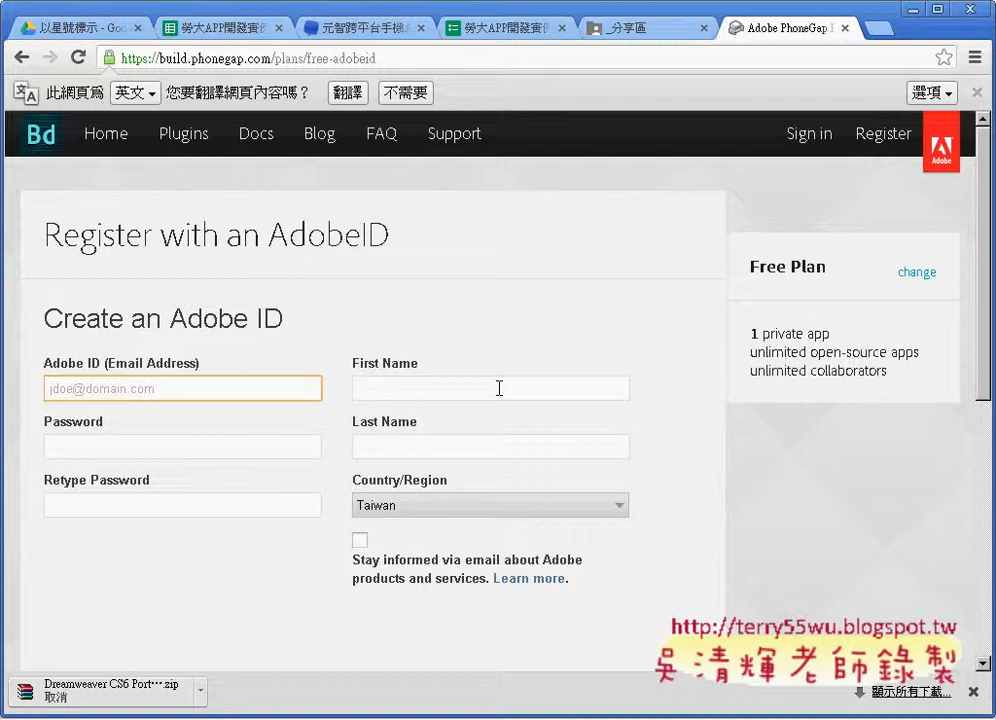 以星號標示 - Goo
勞大APP開發實例
元智跨平台手機
勞大APP開發實例
_分享區
Adobe PhoneGap
https://build.phonegap.com/plans/free-adobeid
此網頁為 英文 您要翻譯網頁內容嗎？ 翻譯 不需要 選項
Bd Home Plugins Docs Blog FAQ Support Sign in Register
Adobe
Register with an AdobeID
Free Plan change
1 private app
unlimited open-source apps
unlimited collaborators
Create an Adobe ID
Adobe ID (Email Address) First Name
jdoe@domain.com
Password Last Name
Retype Password Country/Region
Taiwan
Stay informed via email about Adobe
products and services. Learn more.
http://terry55wu.blogspot.tw
吳清輝老師錄製
Dreamweaver CS6 Port⋯.zip
取消
顯示所有下載...